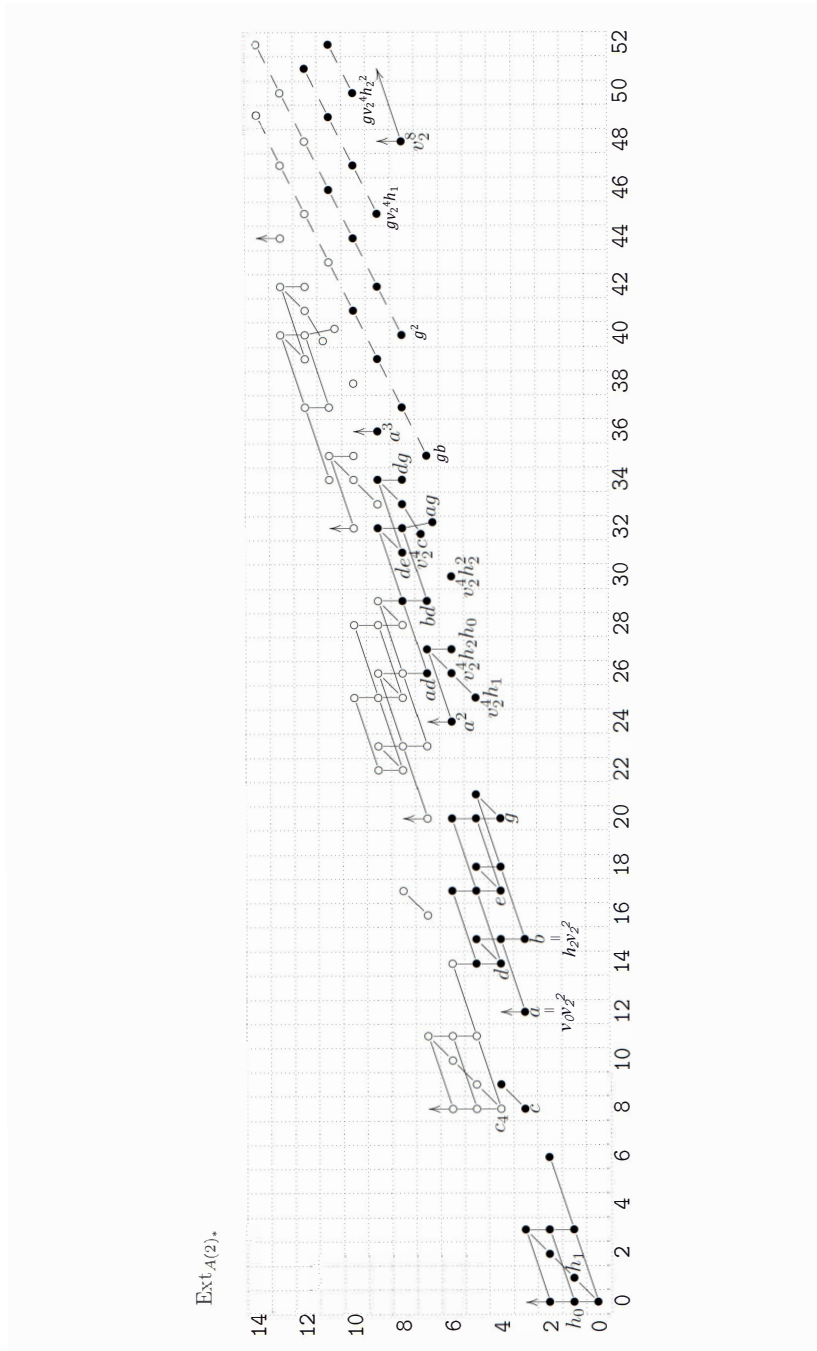 Ext_{A(2)_*}
14
12
10
8
6
4
2
0
0 2 4 6 8 10 12 14 16 18 20 22 24 26 28 30 32 34 36 38 40 42 44 46 48 50 52
h_0
h_1
c_4
c
a
=
v_0v_2^2
d
b
=
h_2v_2^2
e
g
a^2
ad
v_2^4h_1
v_2^4h_2h_0
bd
v_2^4h_2^2
de
v_2^4c
ag
dg
gb
a^3
g^2
gv_2^4h_1
v_2^8
gv_2^4h_2^2